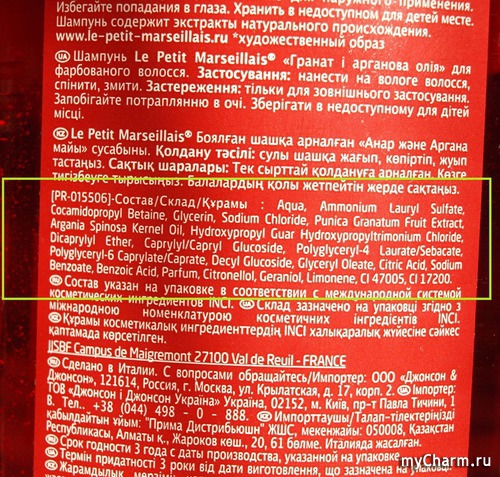 Избегайте попадания в глаза. Хранить в недоступном для детей месте.
Шампунь содержит экстракты натурального происхождения.
www.le-petit-marseillais.ru *художественный образ
UA Шампунь Le Petit Marseillais® «Гранат і арганова олія» для
фарбованого волосся. Застосування: нанести на вологе волосся,
спінити, змити. Застереження: тільки для зовнішнього застосування.
Запобігайте потраплянню в очі. Зберігати в недоступному для дітей
місці.
KZ Le Petit Marseillais® Боялған шашқа арналған «Анар және Арган
майы» сусабыны. Қолдану тәсілі: сулы шашқа жағып, көпіртіп, жуып
тастаңыз. Сақтық шаралары: Тек сырттай қолдануға арналған. Көзге
тигізбеуге тырысыңыз. Балалардың қолы жетпейтін жерде сақтаңыз.
[PR-015506]-Состав/Склад/Құрамы : Aqua, Ammonium Lauryl Sulfate,
Cocamidopropyl Betaine, Glycerin, Sodium Chloride, Punica Granatum Fruit Extract,
Argania Spinosa Kernel Oil, Hydroxypropyl Guar Hydroxypropyltrimonium Chloride,
Dicaprylyl Ether, Caprylyl/Capryl Glucoside, Polyglyceryl-4 Laurate/Sebacate,
Polyglyceryl-6 Caprylate/Caprate, Decyl Glucoside, Glyceryl Oleate, Citric Acid, Sodium
Benzoate, Benzoic Acid, Parfum, Citronellol, Geraniol, Limonene, CI 47005, CI 17200.
Состав указан на упаковке в соответствии с международной системой
косметических ингредиентов INCI. UA Склад зазначено на упаковці згідно з
міжнародною номенклатурою косметичних інгредієнтів INCI.
KZ Құрамы косметикалық ингредиенттердің INCI халықаралық жүйесіне сәйкес
қаптамада көрсетілген.
JJSBF Campus de Maigremont 27100 Val de Reuil - FRANCE
Сделано в Италии. С вопросами обращайтесь/Импортер: ООО «Джонсон &
Джонсон», 121614, Россия, г. Москва, ул. Крылатская, д. 17, корп. 2. UA Імпортер:
ТОВ «Джонсон і Джонсон Україна» Україна, 02152, м. Київ, пр-т Павла Тичини, 1
В, Тел.. +38 (044) 498 - 0 - 888. KZ Импорттаушы/Талап-тілектеріңізді
қабылдайтын ұйым: "Прима Дистрибьюшн" ЖШС, мекенжайы: 050008, Қазақстан
Республикасы, Алматы қ., Жароков көш., 20, 61 бөлме. Италияда жасалған.
Срок годности 3 года с даты производства, указанной на упаковке
UA Термін придатності 3 роки від дати виготовлення, що зазначена на
KZ Жарамдылық мерзімі
myCharm.ru